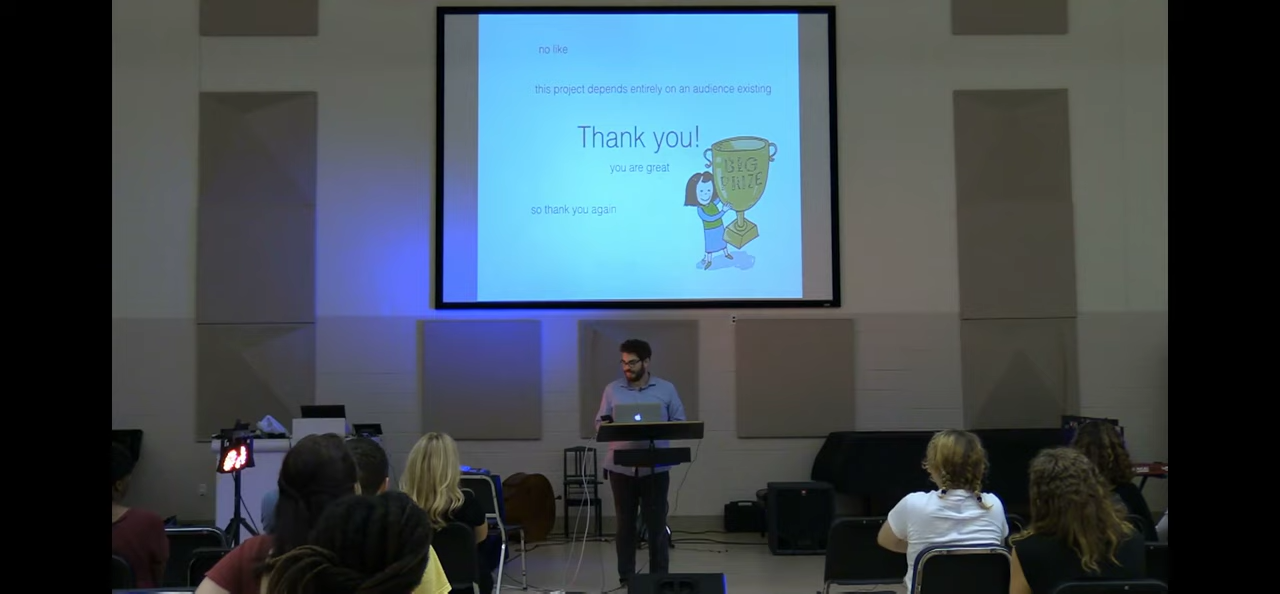 no like
this project depends entirely on an audience existing
Thank you!
BIG
PRIZE
you are great
so thank you again